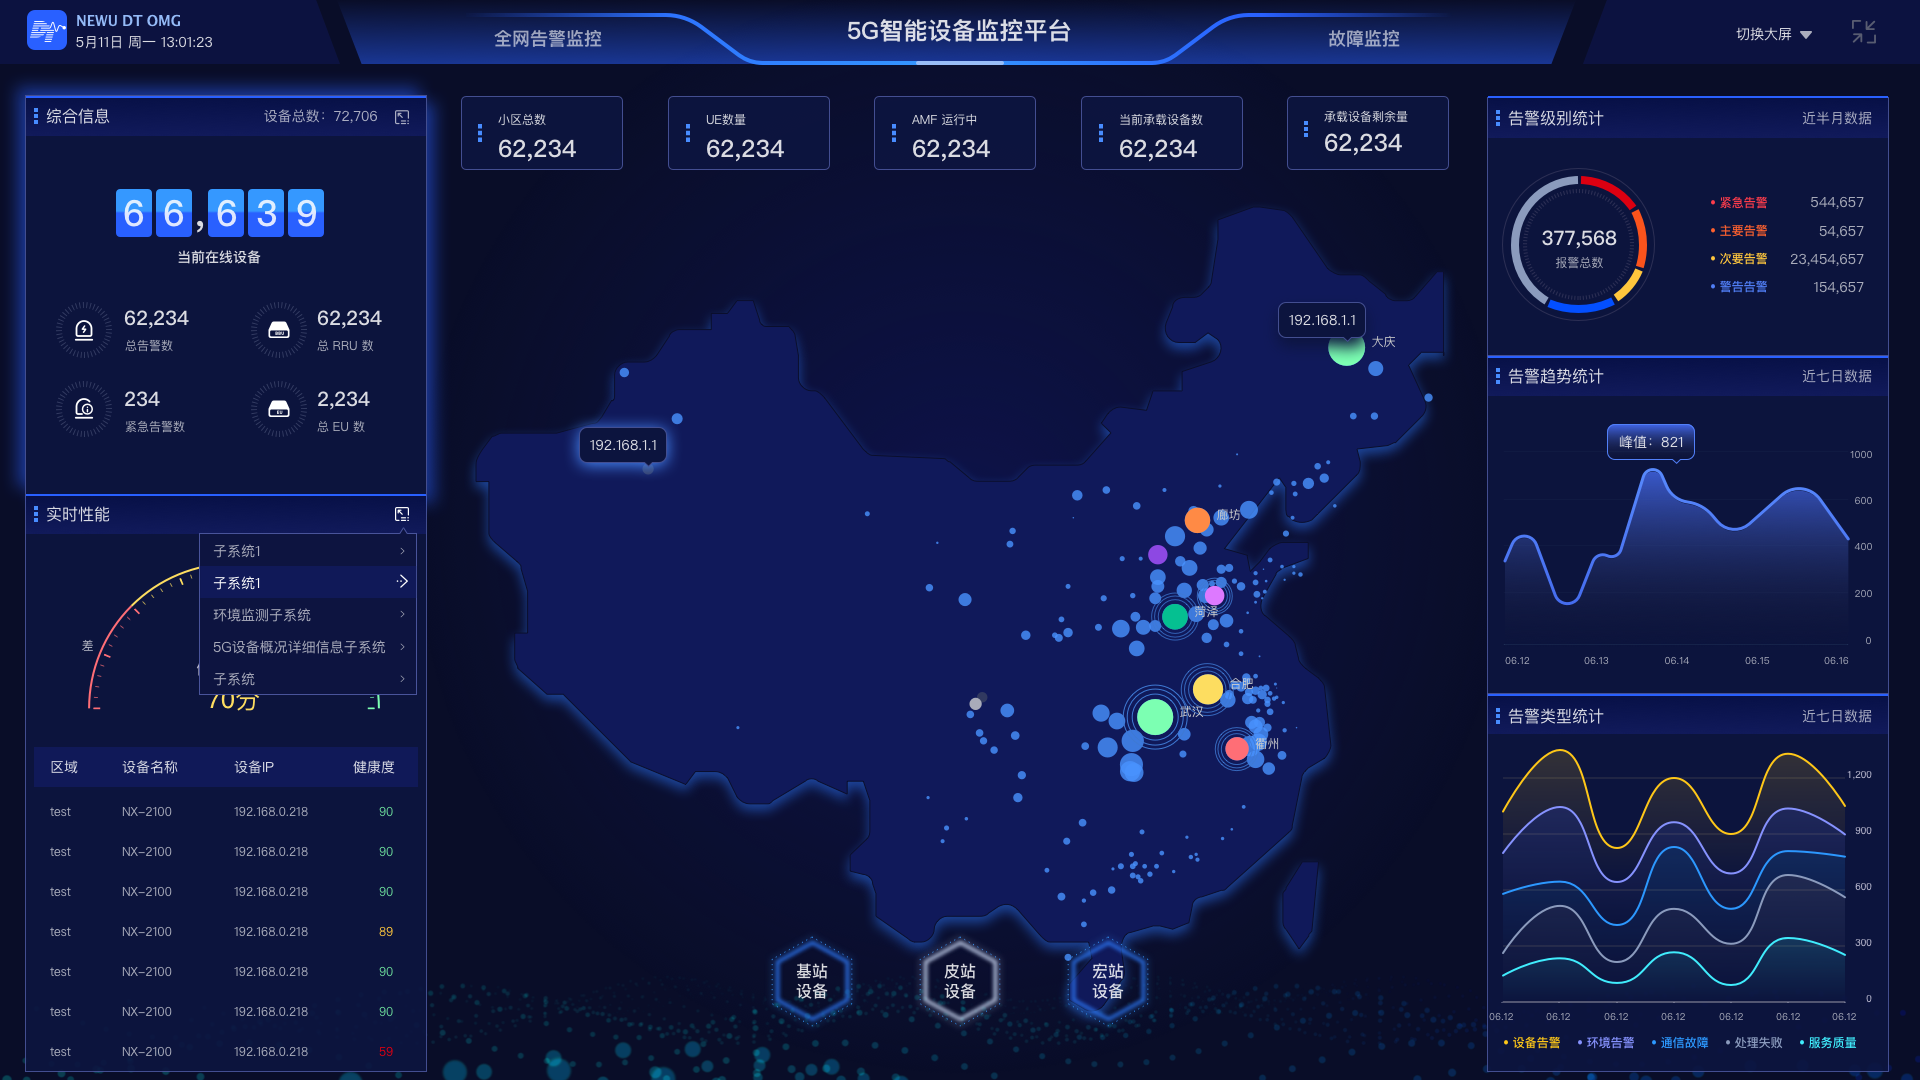 NEWU DT OMG
5月11日 周一 13:01:23
全网告警监控
5G智能设备监控平台
故障监控
切换大屏
综合信息
设备总数：72,706
66,639
当前在线设备
62,234
总告警数
62,234
总 RRU 数
234
紧急告警数
2,234
总 EU 数
实时性能
子系统1
子系统1
环境监测子系统
5G设备概况详细信息子系统
子系统
差
70分
区域 设备名称 设备IP 健康度
test NX-2100 192.168.0.218 90
test NX-2100 192.168.0.218 90
test NX-2100 192.168.0.218 90
test NX-2100 192.168.0.218 89
test NX-2100 192.168.0.218 90
test NX-2100 192.168.0.218 90
test NX-2100 192.168.0.218 59
小区总数
62,234
UE数量
62,234
AMF 运行中
62,234
当前承载设备数
62,234
承载设备剩余量
62,234
192.168.1.1
大庆
192.168.1.1
廊坊
菏泽
合肥
武汉
衢州
基站
设备
皮站
设备
宏站
设备
告警级别统计
近半月数据
377,568
报警总数
紧急告警 544,657
主要告警 54,657
次要告警 23,454,657
警告告警 154,657
告警趋势统计
近七日数据
峰值：821
1000
600
400
200
0
06.12 06.13 06.14 06.15 06.16
告警类型统计
近七日数据
1,200
900
600
300
0
06.12 06.12 06.12 06.12 06.12 06.12 06.12
设备告警 环境告警 通信故障 处理失败 服务质量